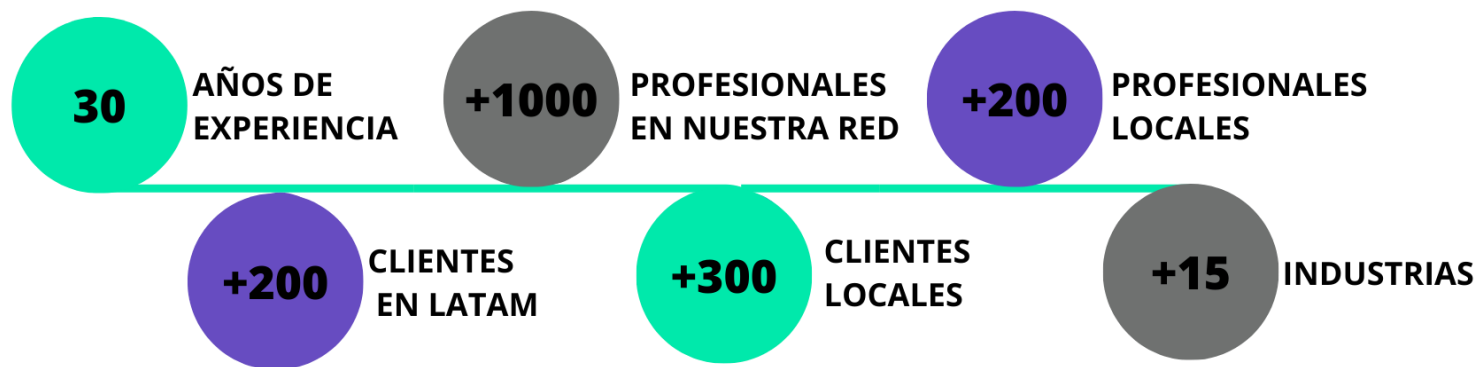 30
AÑOS DE
EXPERIENCIA
+1000
PROFESIONALES
EN NUESTRA RED
+200
PROFESIONALES
LOCALES
+200
CLIENTES
EN LATAM
+300
CLIENTES
LOCALES
+15
INDUSTRIAS